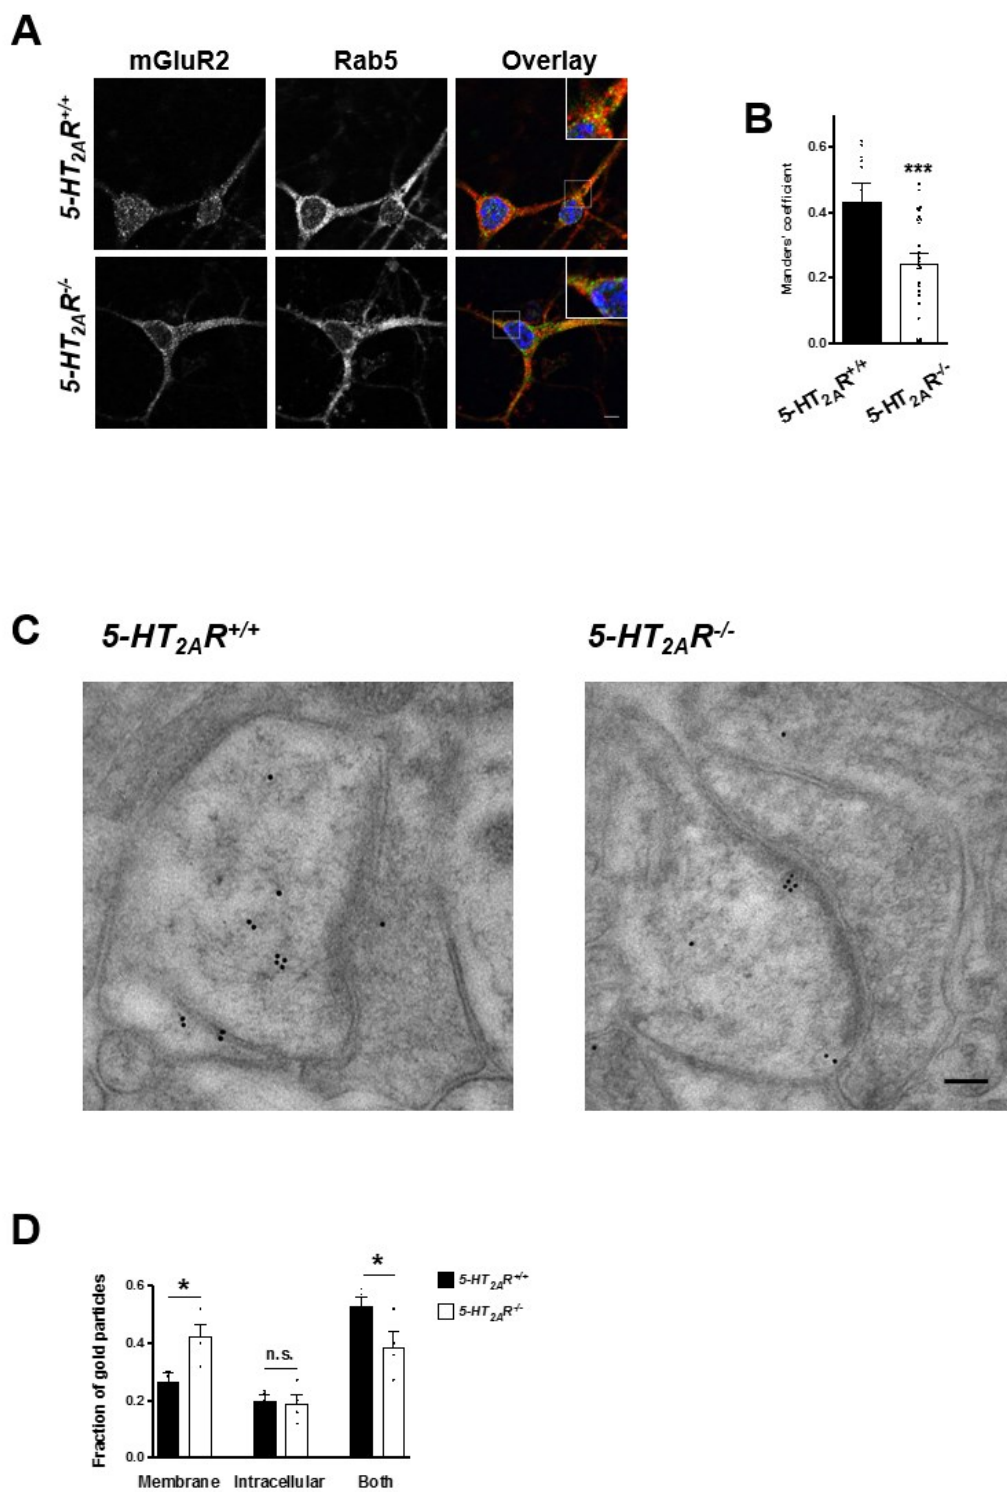 A
mGluR2 Rab5 Overlay
5-HT2AR+/+
5-HT2AR-/-
B
Manders' coefficient
0.6
0.4
0.2
0.0
***
5-HT2AR+/+ 5-HT2AR-/-
C
5-HT2AR+/+ 5-HT2AR-/-
D
Fraction of gold particles
0.6
0.4
0.2
0.0
*
n.s.
*
5-HT2AR+/+
5-HT2AR-/-
Membrane Intracellular Both